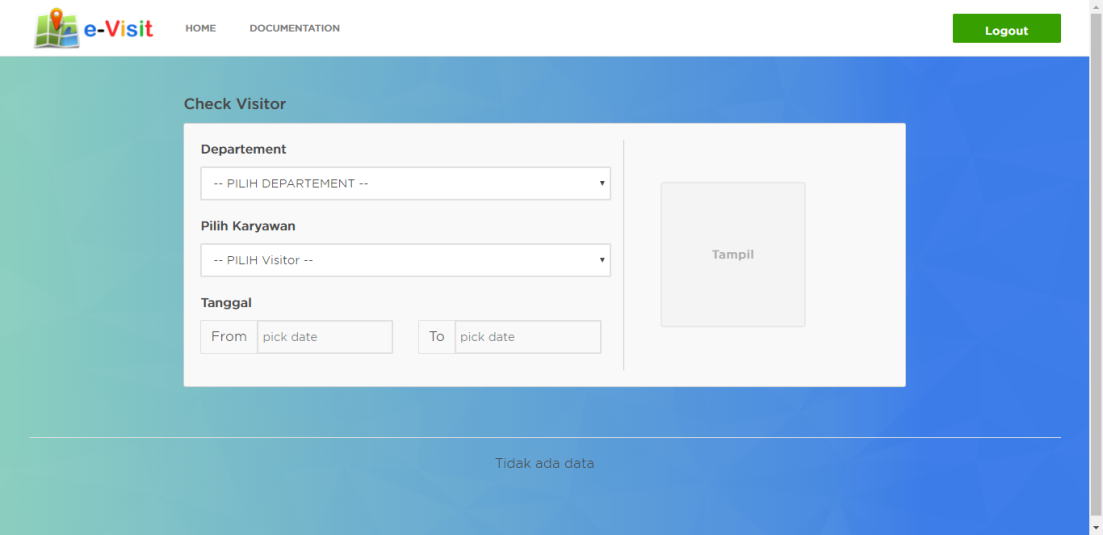 e-Visit HOME DOCUMENTATION Logout
Check Visitor
Departement
-- PILIH DEPARTEMENT --
Pilih Karyawan
-- PILIH Visitor --
Tampil
Tanggal
From pick date To pick date
Tidak ada data